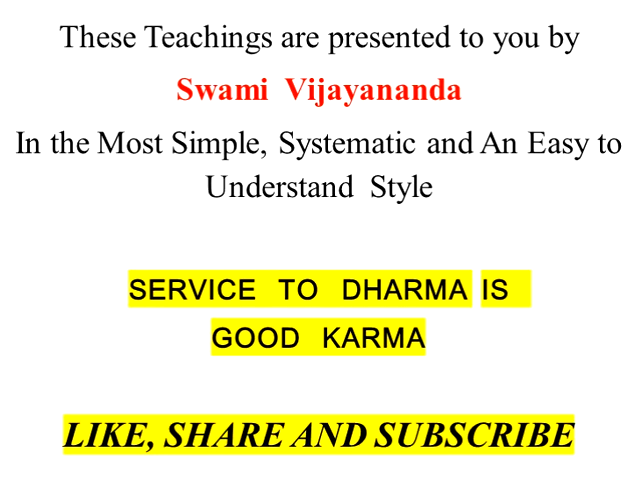 These Teachings are presented to you by
Swami Vijayananda
In the Most Simple, Systematic and An Easy to
Understand Style
SERVICE TO DHARMA IS
GOOD KARMA
LIKE, SHARE AND SUBSCRIBE